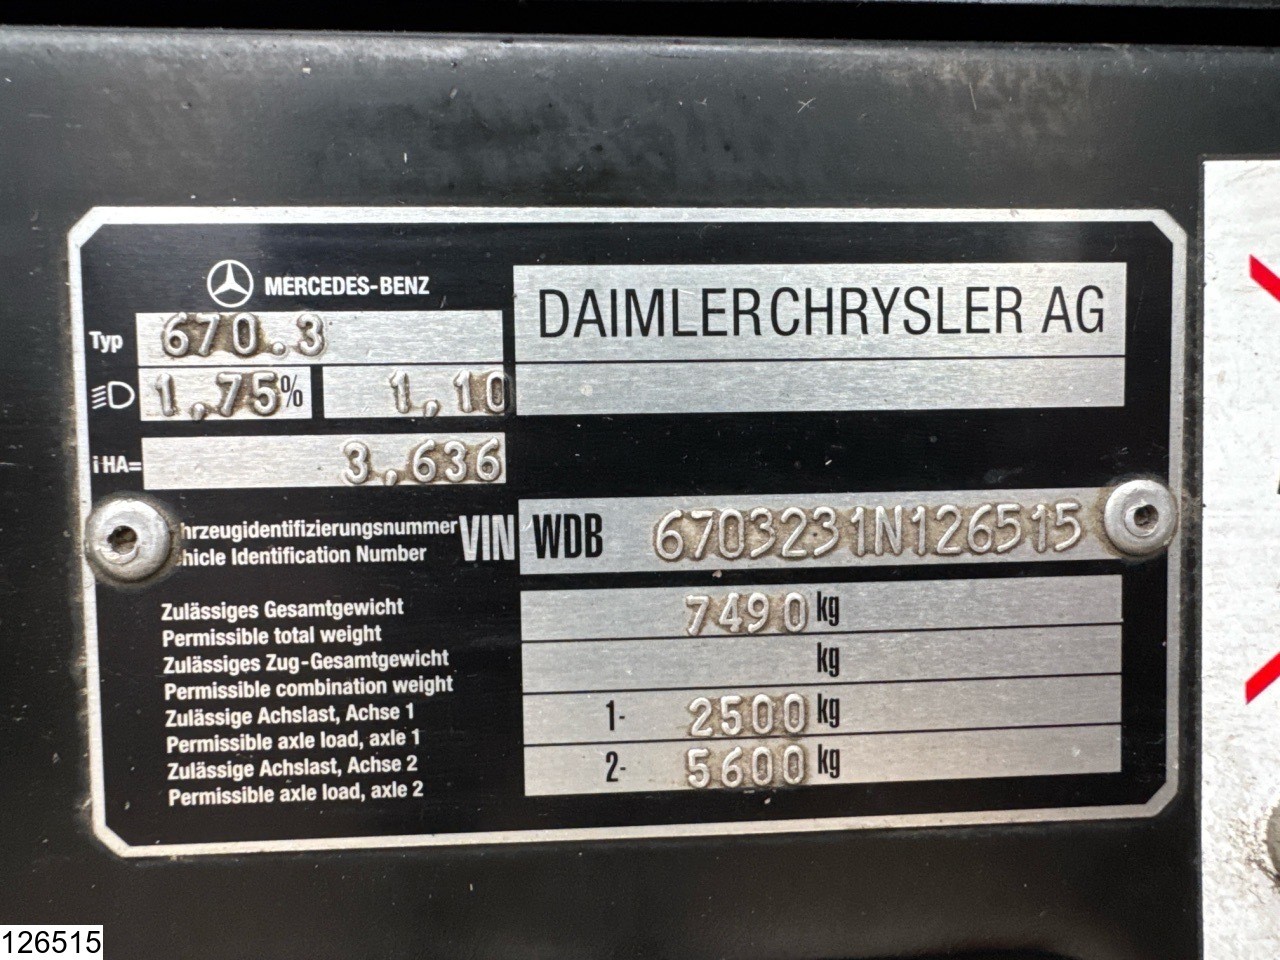 MERCEDES-BENZ
DAIMLERCHRYSLER AG
Typ 670.3
1,75% 1,10
iHA= 3,636
hrzeugidentifizierungsnummer
hicle Identification Number
VIN WDB 6703231N126515
Zulässiges Gesamtgewicht
Permissible total weight
7490 kg
Zulässiges Zug-Gesamtgewicht
Permissible combination weight
kg
Zulässige Achslast, Achse 1
Permissible axle load, axle 1
1- 2500 kg
Zulässige Achslast, Achse 2
Permissible axle load, axle 2
2- 5600 kg
126515